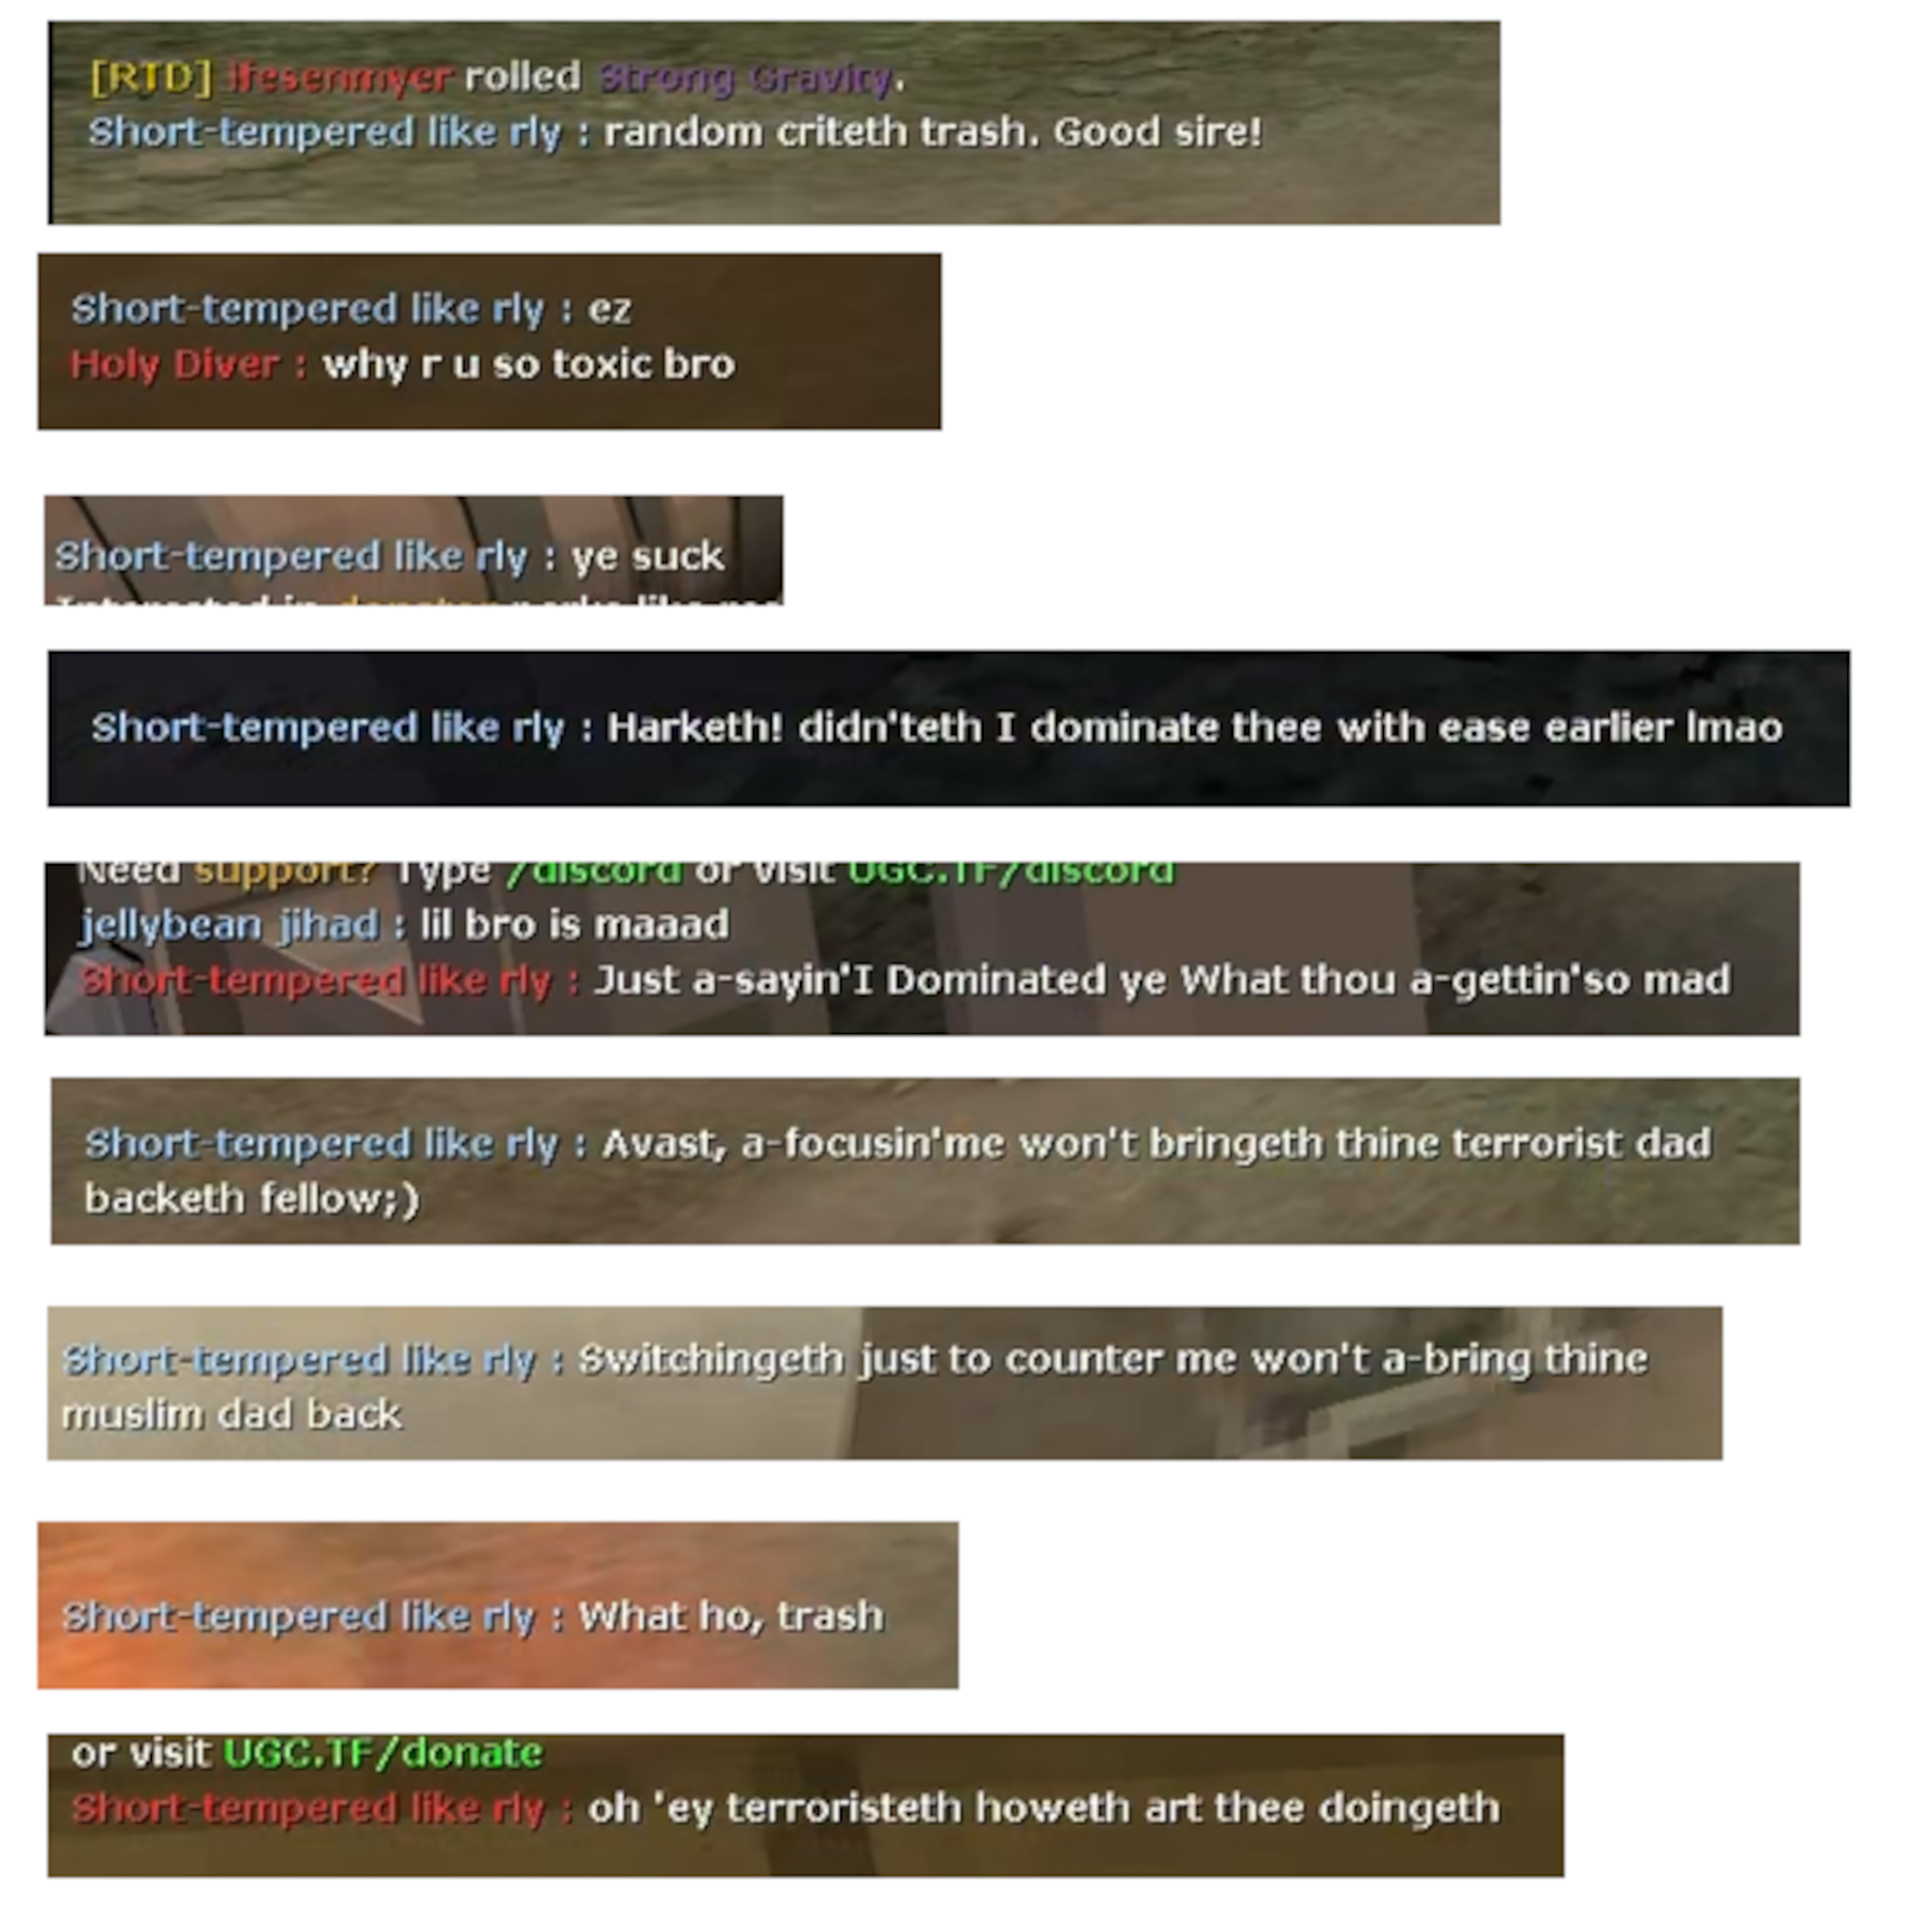 [RTD] lfesenmyer rolled Strong Gravity.
Short-tempered like rly : random criteth trash. Good sire!
Short-tempered like rly : ez
Holy Diver : why r u so toxic bro
Short-tempered like rly : ye suck
Interested in donator perks like
Short-tempered like rly : Harketh! didn'teth I dominate thee with ease earlier lmao
Need support? Type /discord or visit UGC.TF/discord
jellybean jihad : lil bro is maaad
Short-tempered like rly : Just a-sayin'I Dominated ye What thou a-gettin'so mad
Short-tempered like rly : Avast, a-focusin'me won't bringeth thine terrorist dad
backeth fellow;)
Short-tempered like rly : Switchingeth just to counter me won't a-bring thine
muslim dad back
Short-tempered like rly : What ho, trash
or visit UGC.TF/donate
Short-tempered like rly : oh 'ey terroristeth howeth art thee doingeth